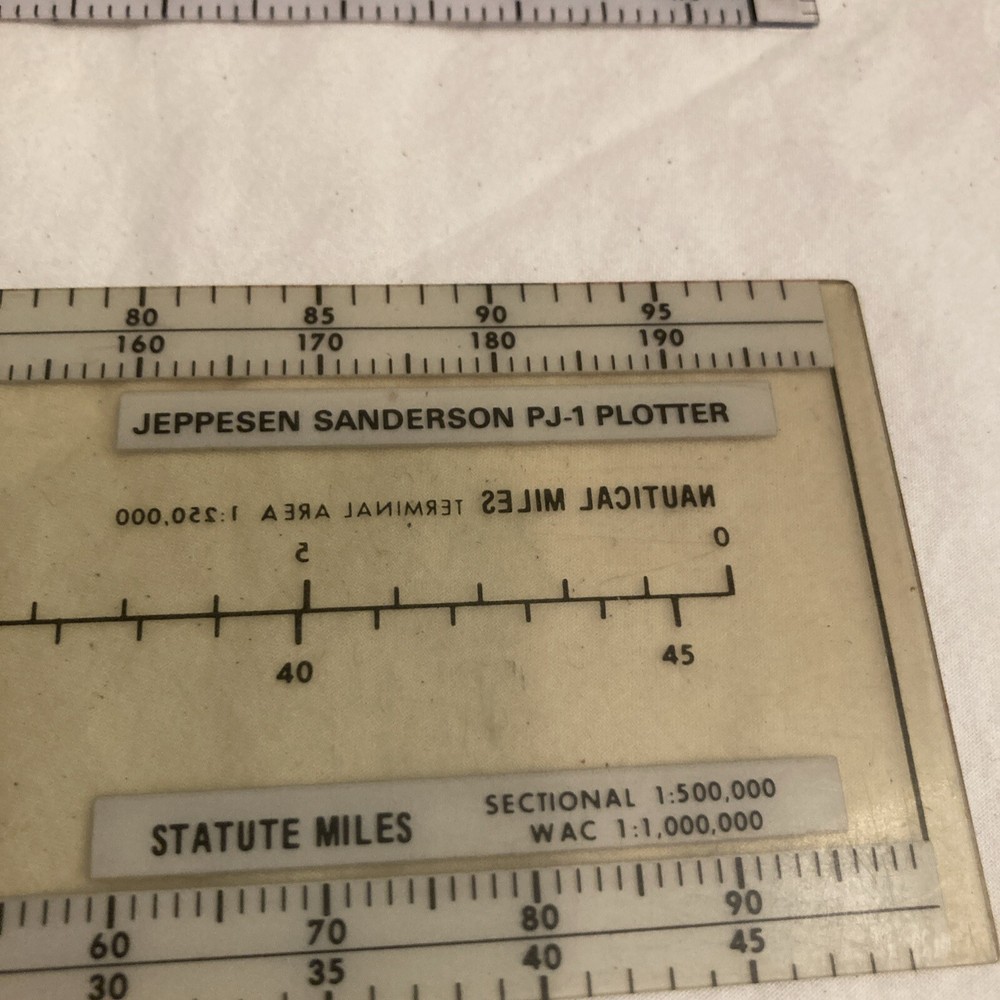 80 85 90 95
160 170 180 190
JEPPESEN SANDERSON PJ-1 PLOTTER
NAUTICAL MILES TERMINAL AREA 1:250,000
5 0
40 45
STATUTE MILES
SECTIONAL 1:500,000
WAC 1:1,000,000
60 70 80 90
30 35 40 45